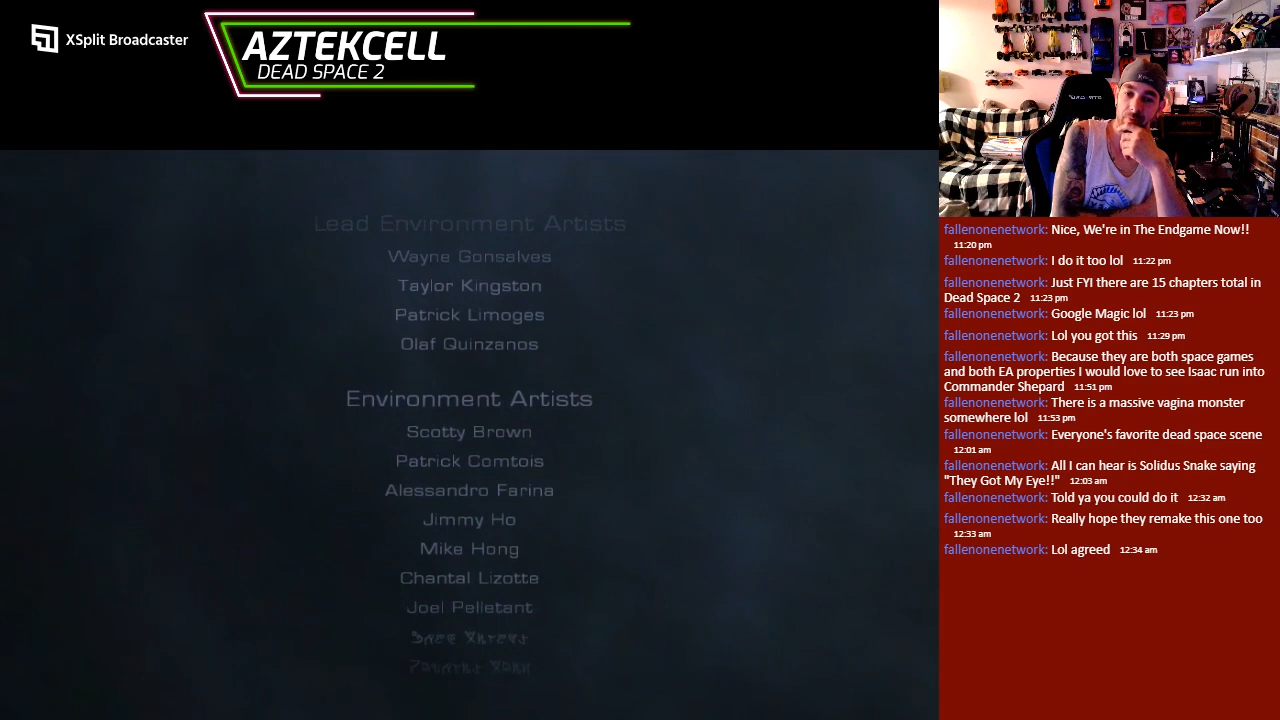 XSplit Broadcaster
AZTEKCELL
DEAD SPACE 2
Lead Environment Artists
Wayne Gonsalves
Taylor Kingston
Patrick Limoges
Olaf Quinzanos
Environment Artists
Scotty Brown
Patrick Comtois
Alessandro Farina
Jimmy Ho
Mike Hong
Chantal Lizotte
Joel Pelletant
fallenonenetwork: Nice, We're in The Endgame Now!!
11:20 pm
fallenonenetwork: I do it too lol 11:22 pm
fallenonenetwork: Just FYI there are 15 chapters total in
Dead Space 2 11:23 pm
fallenonenetwork: Google Magic lol 11:23 pm
fallenonenetwork: Lol you got this 11:29 pm
fallenonenetwork: Because they are both space games
and both EA properties I would love to see Isaac run into
Commander Shepard 11:51 pm
fallenonenetwork: There is a massive vagina monster
somewhere lol 11:53 pm
fallenonenetwork: Everyone's favorite dead space scene
12:01 am
fallenonenetwork: All I can hear is Solidus Snake saying
"They Got My Eye!!" 12:03 am
fallenonenetwork: Told ya you could do it 12:32 am
fallenonenetwork: Really hope they remake this one too
12:33 am
fallenonenetwork: Lol agreed 12:34 am